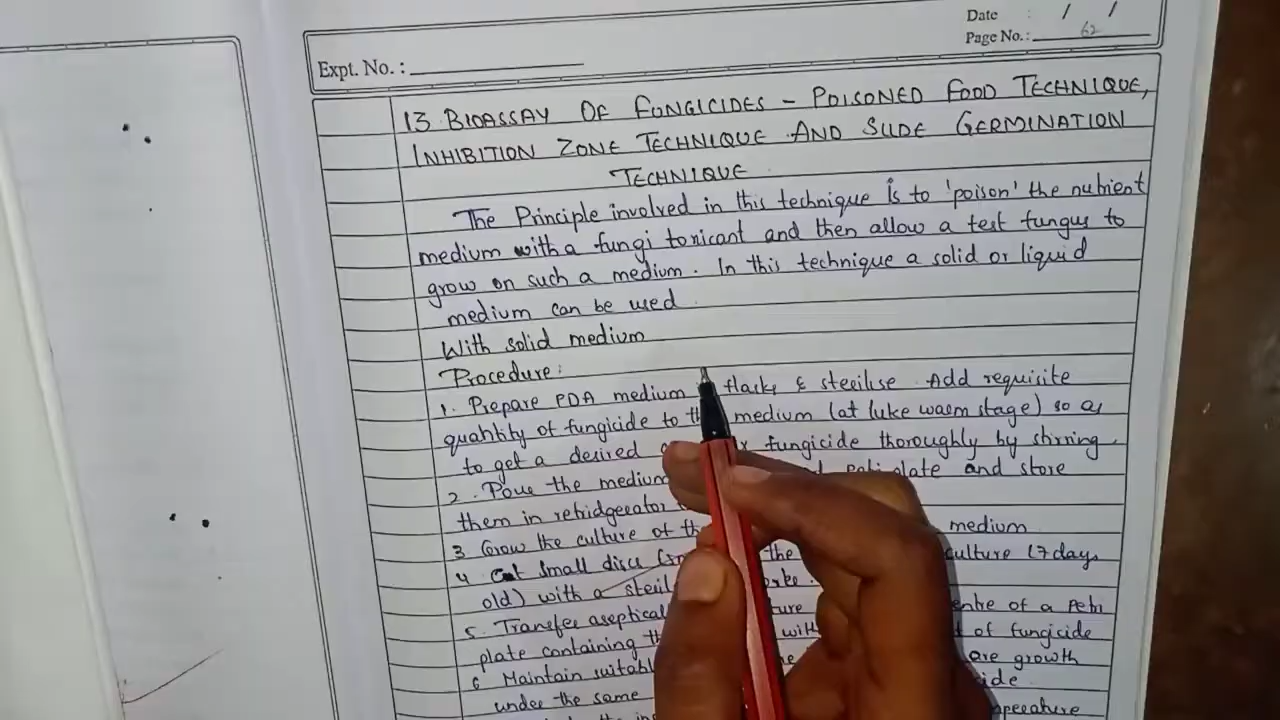 Date : / /
Page No.: 62
Expt. No. :
13. BIOASSAY OF FUNGICIDES - POISONED FOOD TECHNIQUE,
INHIBITION ZONE TECHNIQUE AND SLIDE GERMINATION
TECHNIQUE
The Principle involved in this technique is to 'poison' the nutrient
medium with a fungi toxicant and then allow a test fungus to
grow on such a medium. In this technique a solid or liquid
medium can be used.
With solid medium
Procedure:
1. Prepare PDA medium flasks & sterilise. Add requisite
quantity of fungicide to the medium (at luke warm stage) so as
to get a desired fungicide thoroughly by stirring.
2. Pour the medium plate and store
them in refridgerator
3. Grow the culture of the medium
4. Cut small discs the culture (7 days
old) with a
5. Transfer centre of a Petri
plate containing of fungicide
6. Maintain growth
under the same
temperature